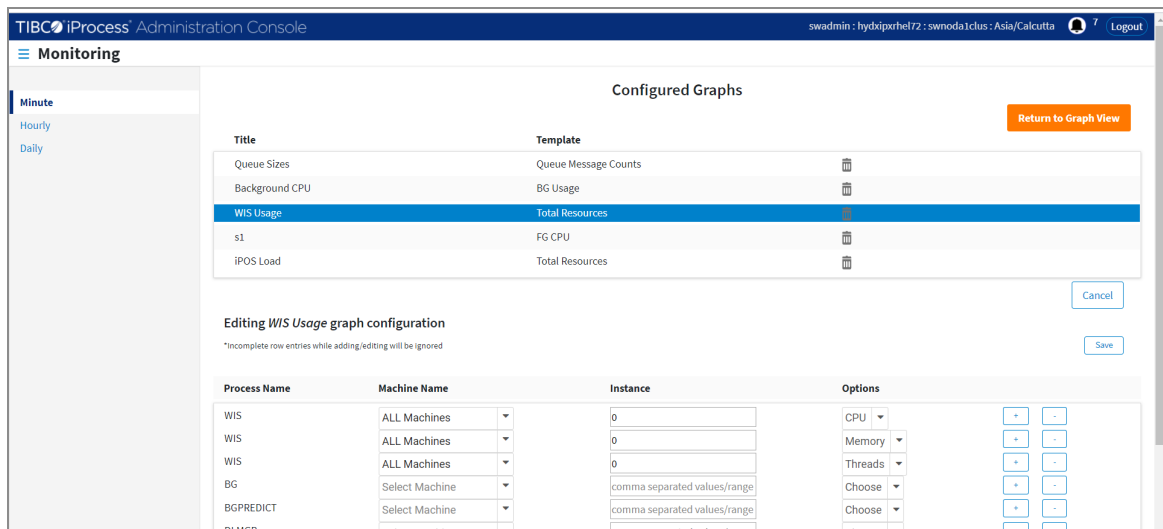 TIBCO iProcess® Administration Console swadmin : hydxipxrhel72 : swnoda1clus : Asia/Calcutta 7 Logout
☰ Monitoring
Minute
Hourly
Daily
Configured Graphs
Return to Graph View
Title Template
Queue Sizes Queue Message Counts
Background CPU BG Usage
WIS Usage Total Resources
s1 FG CPU
iPOS Load Total Resources
Cancel
Editing WIS Usage graph configuration
*Incomplete row entries while adding/editing will be ignored
Save
Process Name Machine Name Instance Options
WIS ALL Machines 0 CPU + -
WIS ALL Machines 0 Memory + -
WIS ALL Machines 0 Threads + -
BG Select Machine comma separated values/range Choose + -
BGPREDICT Select Machine comma separated values/range Choose + -